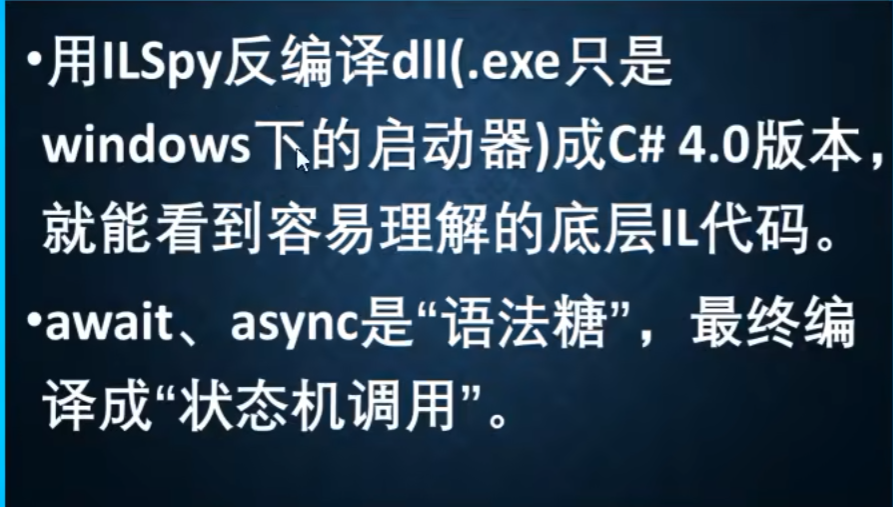 •用ILSpy反编译dll(.exe只是
windows下的启动器)成C# 4.0版本，
就能看到容易理解的底层IL代码。
•await、async是“语法糖”，最终编
译成“状态机调用”。